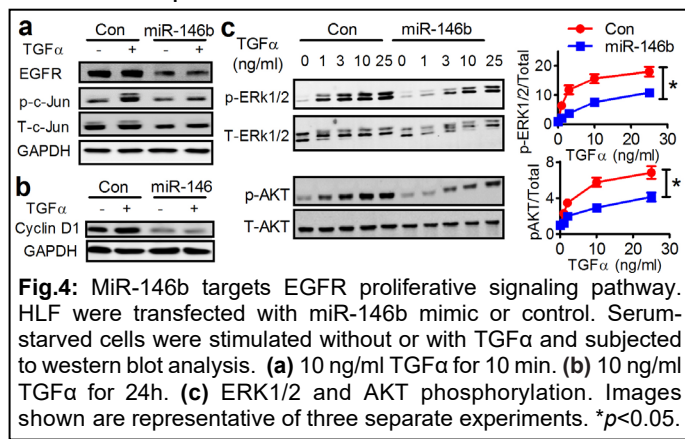 a
Con miR-146b
TGFα - + - +
EGFR
p-c-Jun
T-c-Jun
GAPDH
b
Con miR-146
TGFα - + - +
Cyclin D1
GAPDH
c
Con miR-146b
TGFα (ng/ml)
0 1 3 10 25 0 1 3 10 25
p-ERk1/2
T-ERk1/2
p-AKT
T-AKT
Con
miR-146b
p-ERK1/2/Total
20
10
0
0 10 20 30
TGFα (ng/ml)
*
pAKT/Total
8
4
0
0 10 20 30
TGFα (ng/ml)
*
Fig.4: MiR-146b targets EGFR proliferative signaling pathway.
HLF were transfected with miR-146b mimic or control. Serum-
starved cells were stimulated without or with TGFα and subjected
to western blot analysis. (a) 10 ng/ml TGFα for 10 min. (b) 10 ng/ml
TGFα for 24h. (c) ERK1/2 and AKT phosphorylation. Images
shown are representative of three separate experiments. *p<0.05.